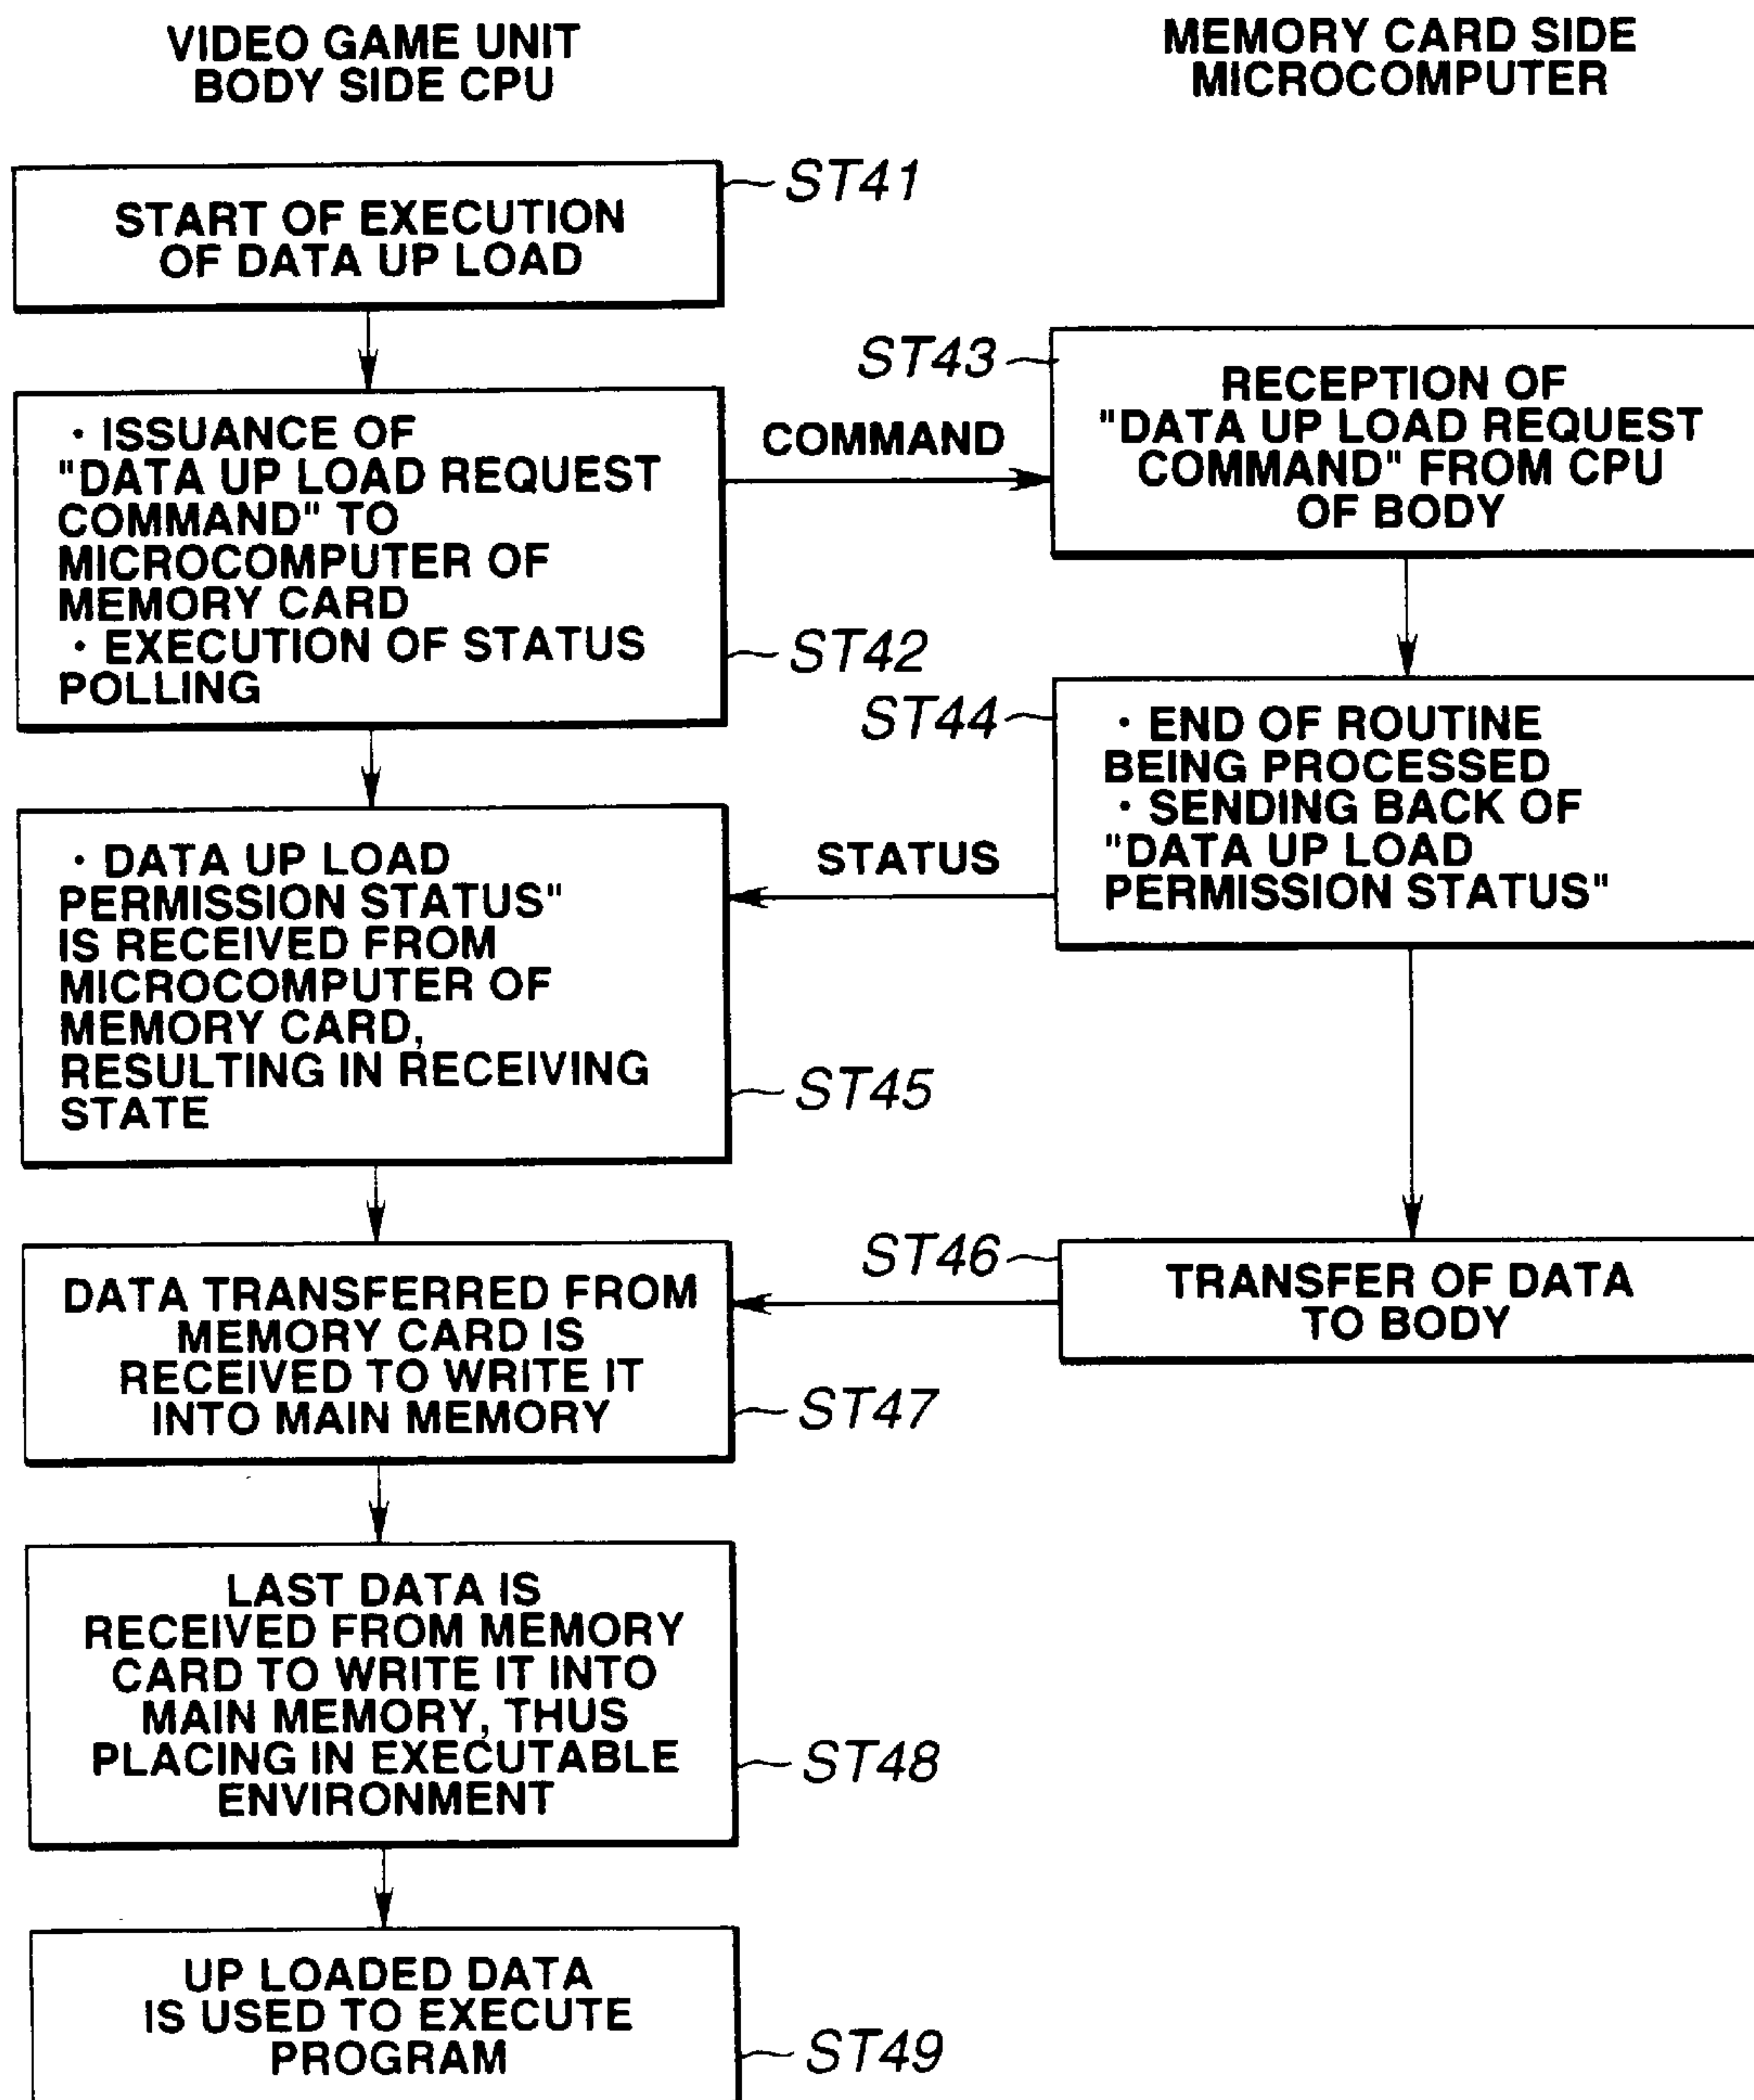 VIDEO GAME UNIT
BODY SIDE CPU
MEMORY CARD SIDE
MICROCOMPUTER
START OF EXECUTION
OF DATA UP LOAD
ST41
• ISSUANCE OF
"DATA UP LOAD REQUEST
COMMAND" TO
MICROCOMPUTER OF
MEMORY CARD
• EXECUTION OF STATUS
POLLING
ST42
COMMAND
ST43
RECEPTION OF
"DATA UP LOAD REQUEST
COMMAND" FROM CPU
OF BODY
ST44
• END OF ROUTINE
BEING PROCESSED
• SENDING BACK OF
"DATA UP LOAD
PERMISSION STATUS"
STATUS
• DATA UP LOAD
PERMISSION STATUS"
IS RECEIVED FROM
MICROCOMPUTER OF
MEMORY CARD,
RESULTING IN RECEIVING
STATE
ST45
ST46
TRANSFER OF DATA
TO BODY
DATA TRANSFERRED FROM
MEMORY CARD IS
RECEIVED TO WRITE IT
INTO MAIN MEMORY
ST47
LAST DATA IS
RECEIVED FROM MEMORY
CARD TO WRITE IT INTO
MAIN MEMORY, THUS
PLACING IN EXECUTABLE
ENVIRONMENT
ST48
UP LOADED DATA
IS USED TO EXECUTE
PROGRAM
ST49